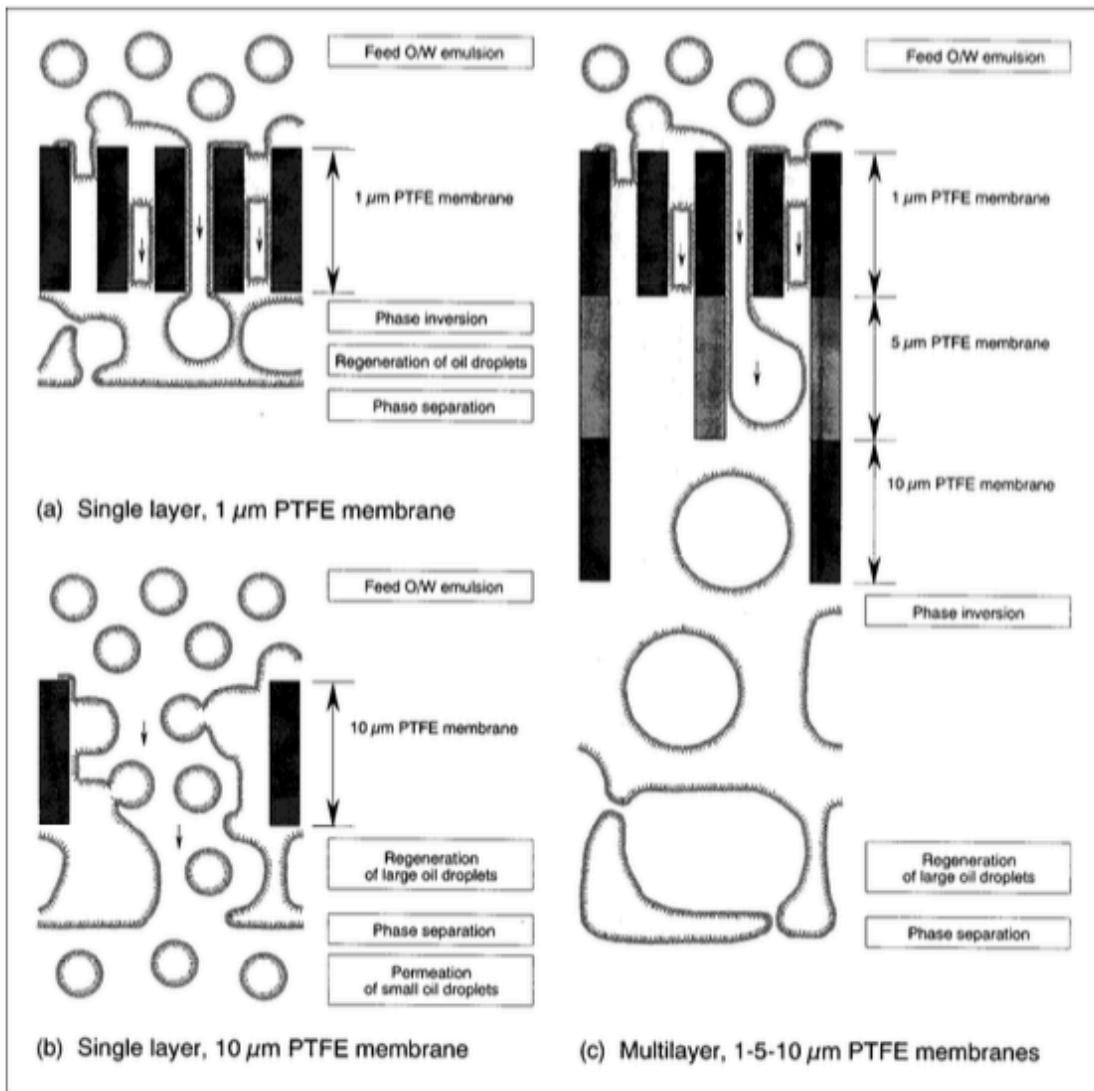 Feed O/W emulsion
1 µm PTFE membrane
Phase inversion
Regeneration of oil droplets
Phase separation
(a) Single layer, 1 µm PTFE membrane
Feed O/W emulsion
10 µm PTFE membrane
Regeneration
of large oil droplets
Phase separation
Permeation
of small oil droplets
(b) Single layer, 10 µm PTFE membrane
Feed O/W emulsion
1 µm PTFE membrane
5 µm PTFE membrane
10 µm PTFE membrane
Phase inversion
Regeneration
of large oil droplets
Phase separation
(c) Multilayer, 1-5-10 µm PTFE membranes